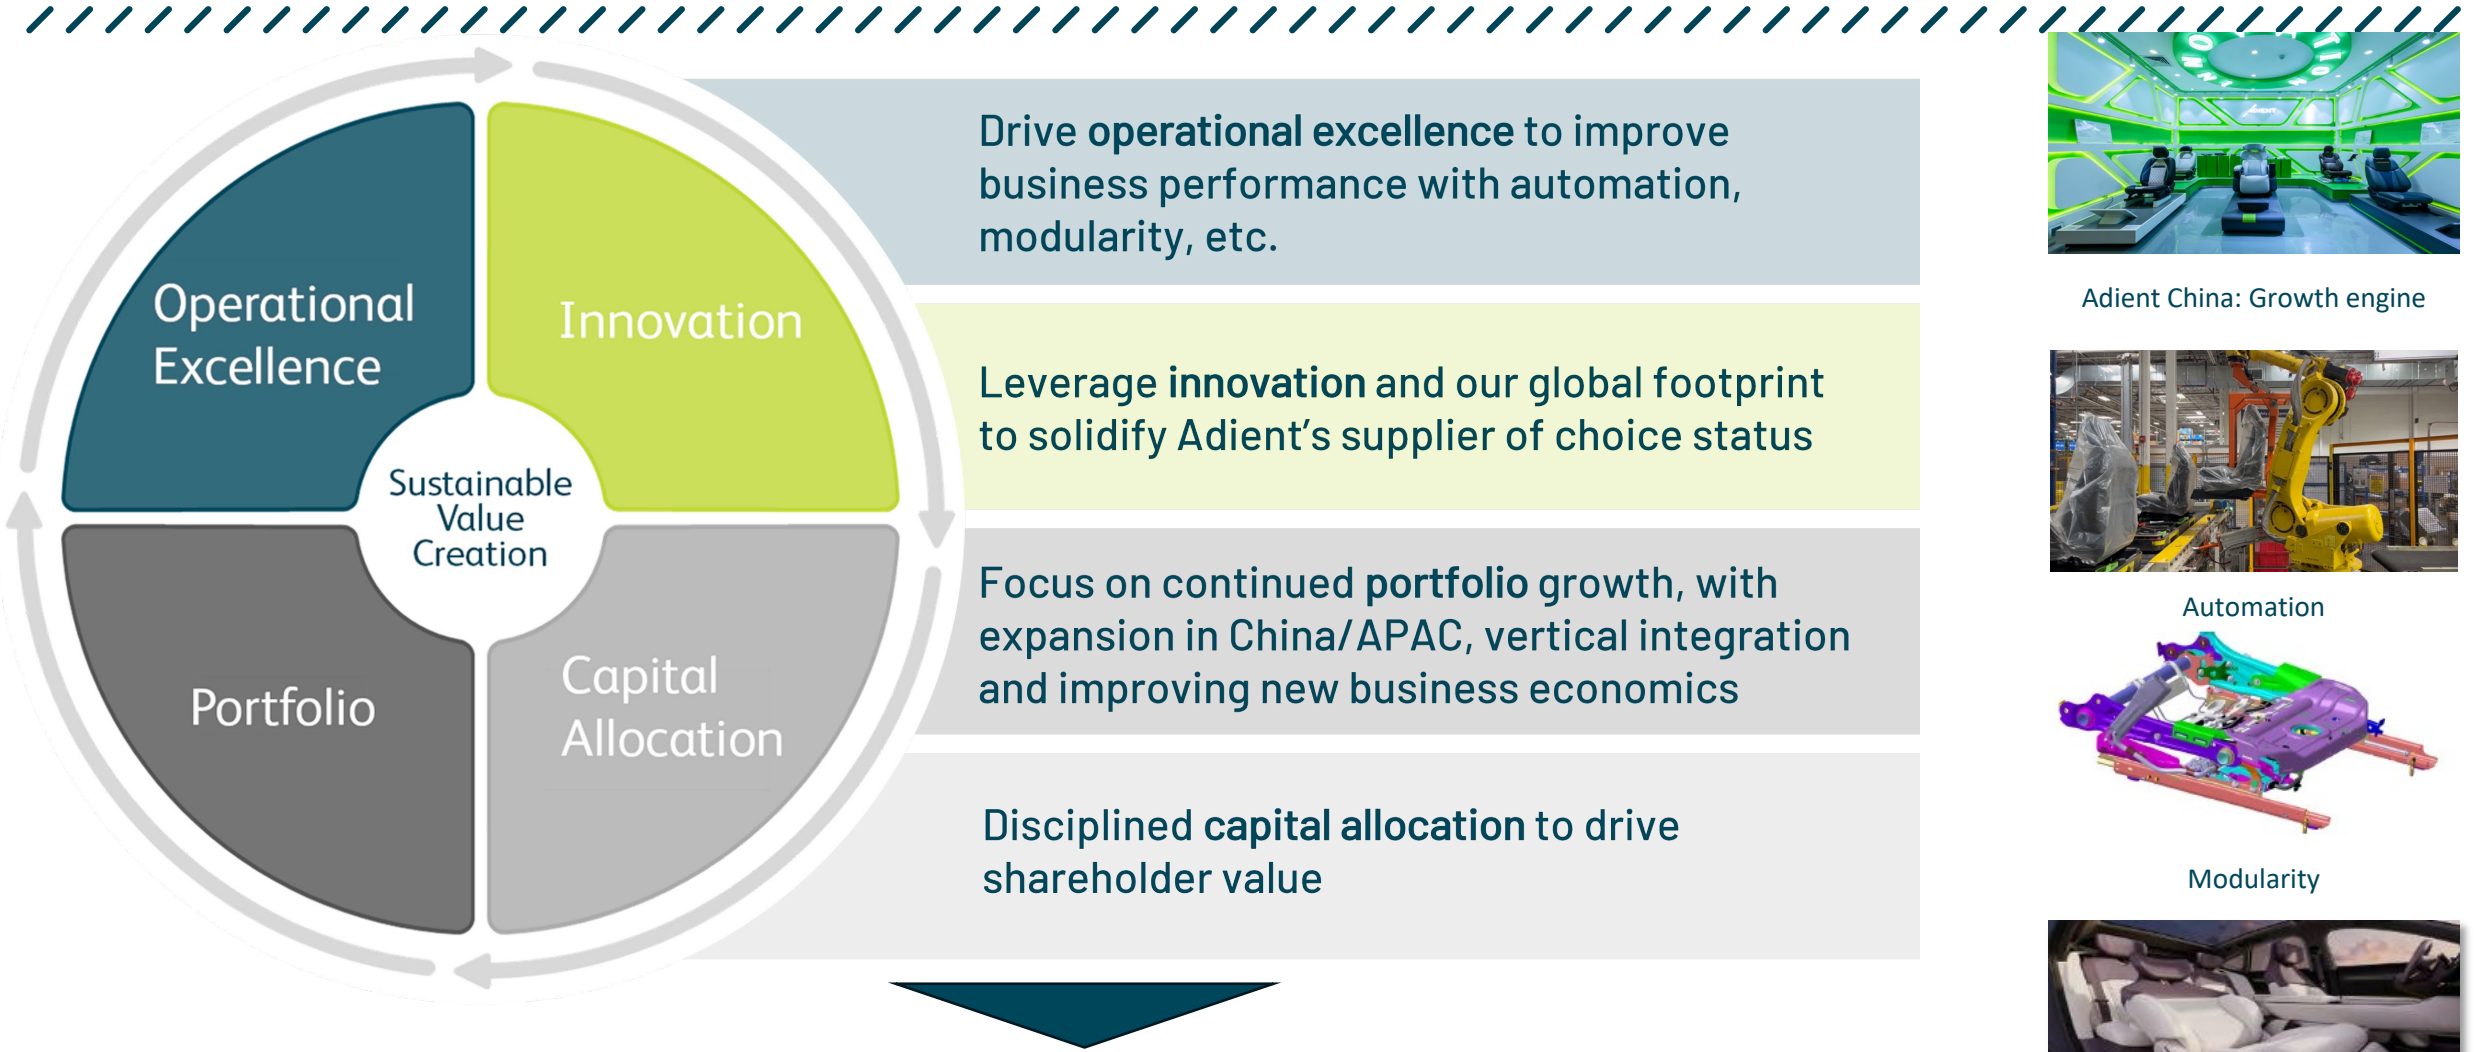 Operational
Excellence
Innovation
Sustainable
Value
Creation
Portfolio
Capital
Allocation
Drive operational excellence to improve
business performance with automation,
modularity, etc.
Leverage innovation and our global footprint
to solidify Adient’s supplier of choice status
Focus on continued portfolio growth, with
expansion in China/APAC, vertical integration
and improving new business economics
Disciplined capital allocation to drive
shareholder value
Adient China: Growth engine
Automation
Modularity